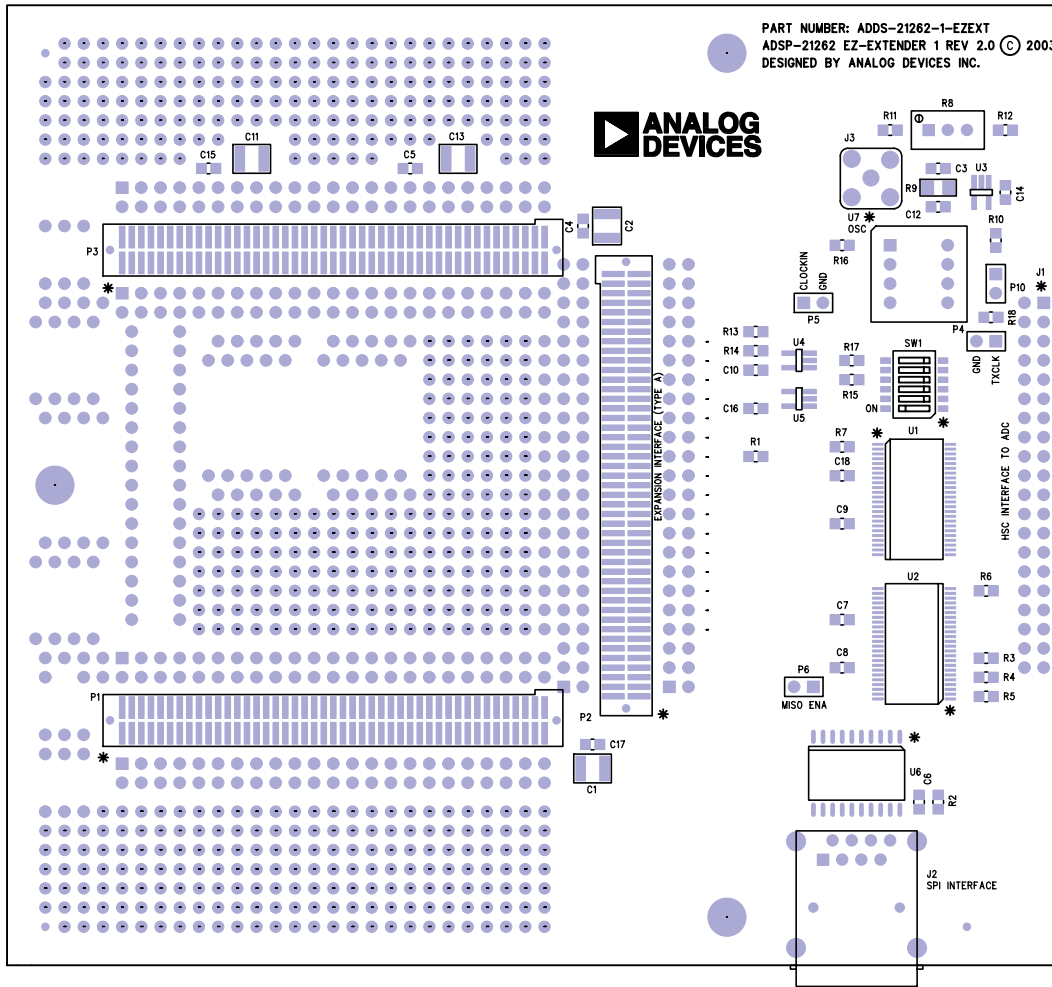 PART NUMBER: ADDS-21262-1-EZEXT
ADSP-21262 EZ-EXTENDER 1 REV 2.0 Ⓒ 2003
DESIGNED BY ANALOG DEVICES INC.
ANALOG
DEVICES
R11
R8
R12
C11
C13
C15
C5
J3
C3
U3
R9
C14
C12
U7
OSC
R10
R16
C4
C2
P3
CLOCKIN
GND
P5
P10
J1
R18
P4
GND
TXCLK
R13
R14
C10
C16
U4
U5
R17
R15
SW1
ON
EXPANSION INTERFACE (TYPE A)
R1
R7
C18
C9
U1
HSC INTERFACE TO ADC
U2
R6
C7
C8
R3
R4
R5
P6
MISO ENA
P1
P2
C17
C1
U6
C6
R2
J2
SPI INTERFACE